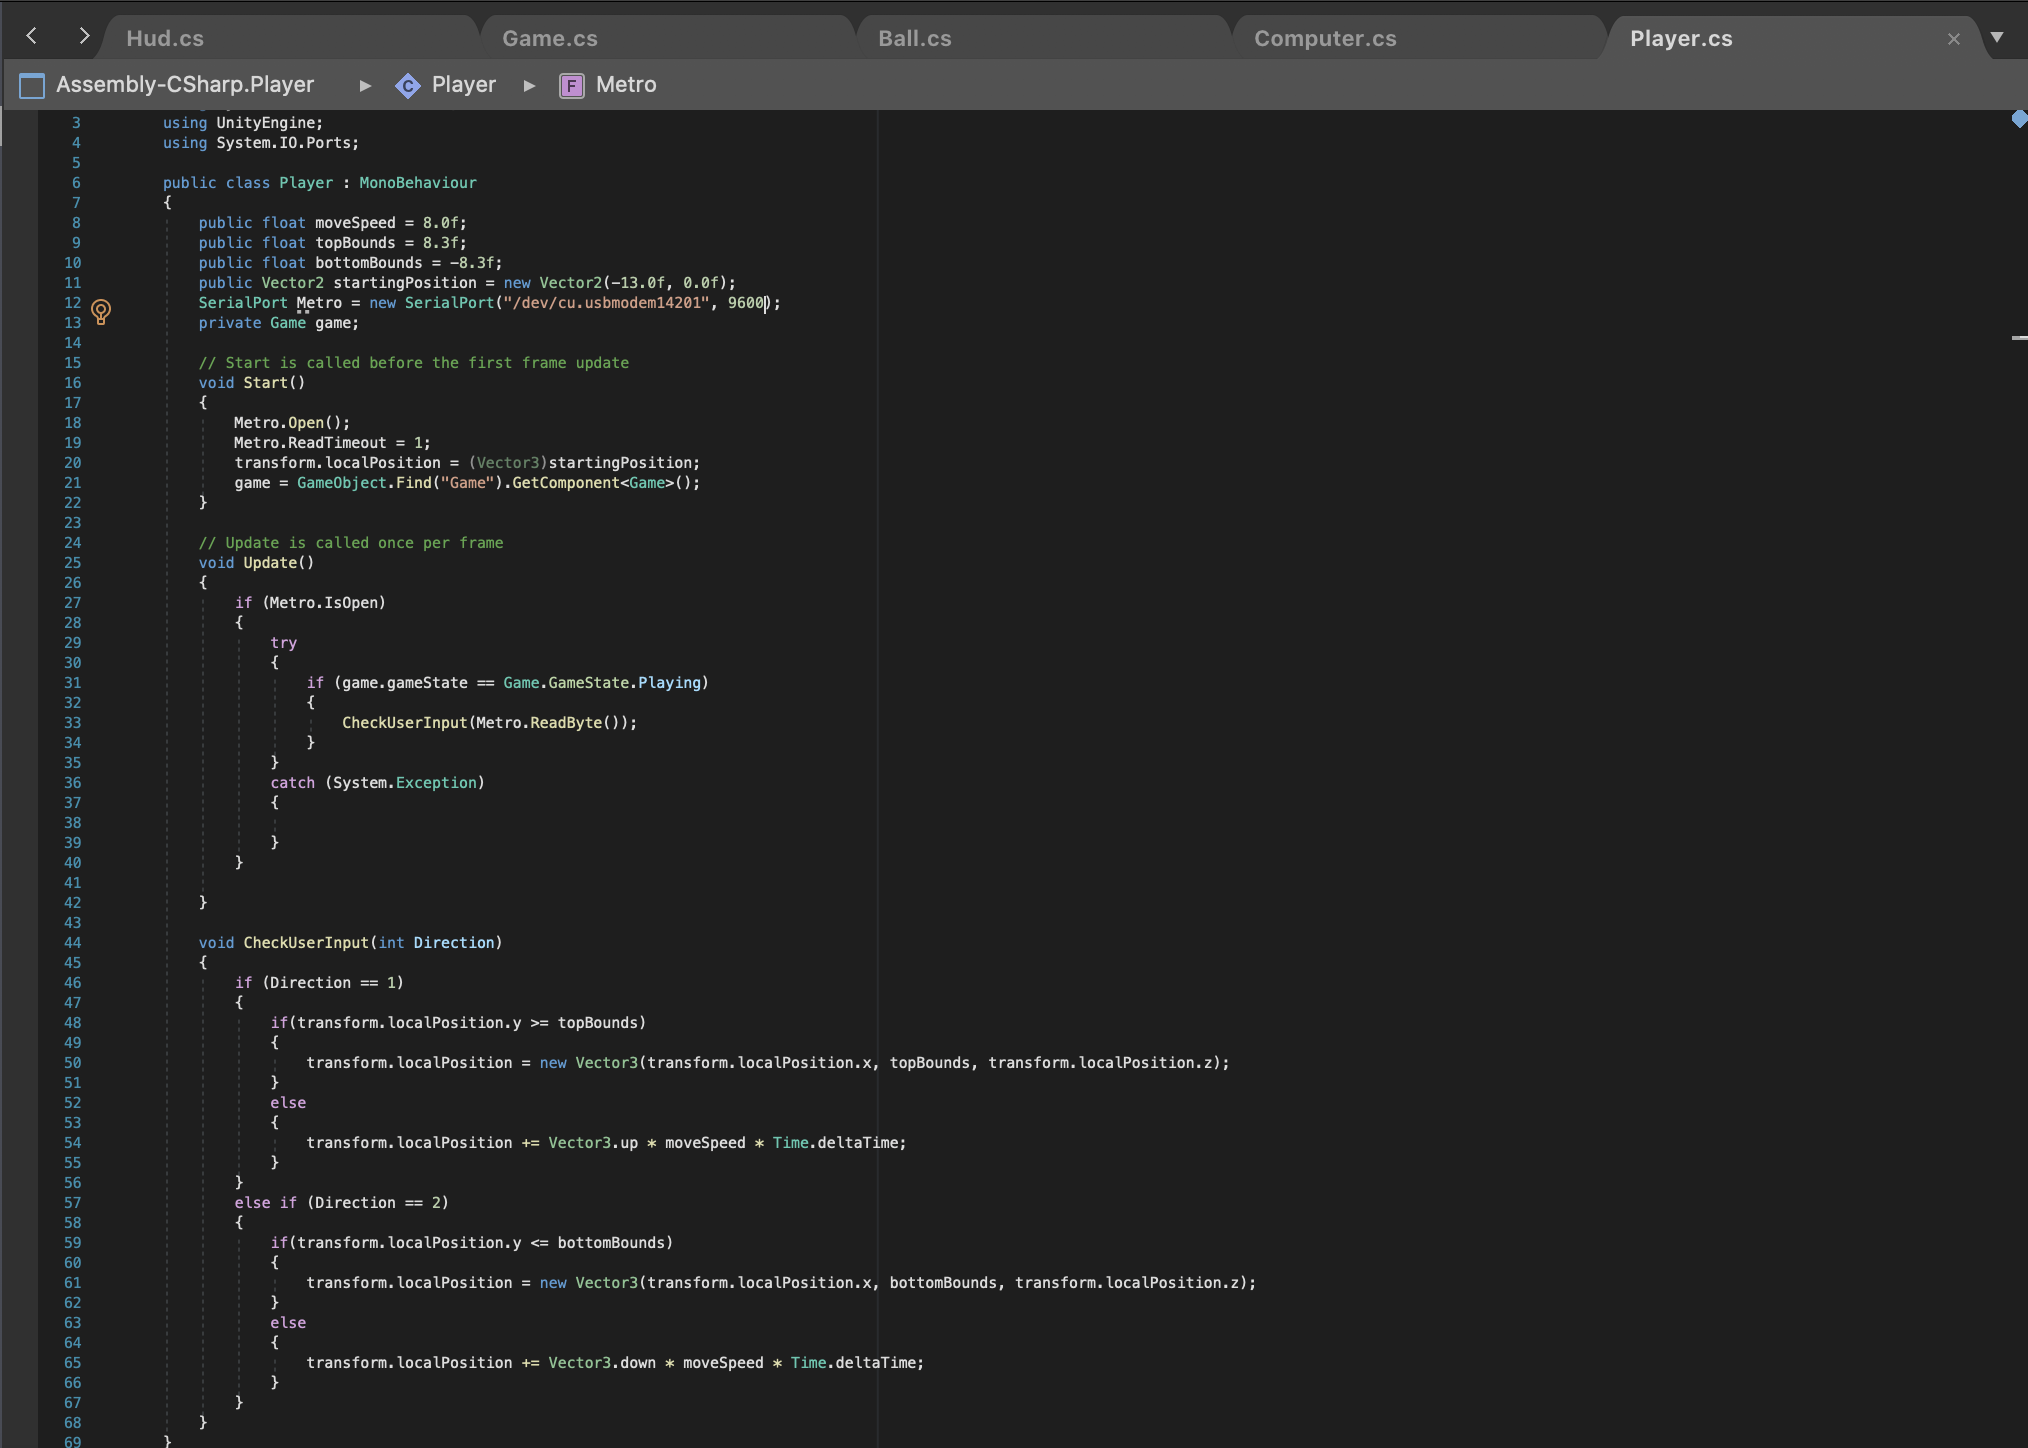 Hud.cs Game.cs Ball.cs Computer.cs Player.cs
Assembly-CSharp.Player ▶ C Player ▶ F Metro
3 using UnityEngine;
4 using System.IO.Ports;
5
6 public class Player : MonoBehaviour
7 {
8 public float moveSpeed = 8.0f;
9 public float topBounds = 8.3f;
10 public float bottomBounds = -8.3f;
11 public Vector2 startingPosition = new Vector2(-13.0f, 0.0f);
12 SerialPort Metro = new SerialPort("/dev/cu.usbmodem14201", 9600);
13 private Game game;
14
15 // Start is called before the first frame update
16 void Start()
17 {
18 Metro.Open();
19 Metro.ReadTimeout = 1;
20 transform.localPosition = (Vector3)startingPosition;
21 game = GameObject.Find("Game").GetComponent<Game>();
22 }
23
24 // Update is called once per frame
25 void Update()
26 {
27 if (Metro.IsOpen)
28 {
29 try
30 {
31 if (game.gameState == Game.GameState.Playing)
32 {
33 CheckUserInput(Metro.ReadByte());
34 }
35 }
36 catch (System.Exception)
37 {
38
39 }
40 }
41
42 }
43
44 void CheckUserInput(int Direction)
45 {
46 if (Direction == 1)
47 {
48 if(transform.localPosition.y >= topBounds)
49 {
50 transform.localPosition = new Vector3(transform.localPosition.x, topBounds, transform.localPosition.z);
51 }
52 else
53 {
54 transform.localPosition += Vector3.up * moveSpeed * Time.deltaTime;
55 }
56 }
57 else if (Direction == 2)
58 {
59 if(transform.localPosition.y <= bottomBounds)
60 {
61 transform.localPosition = new Vector3(transform.localPosition.x, bottomBounds, transform.localPosition.z);
62 }
63 else
64 {
65 transform.localPosition += Vector3.down * moveSpeed * Time.deltaTime;
66 }
67 }
68 }
69 }